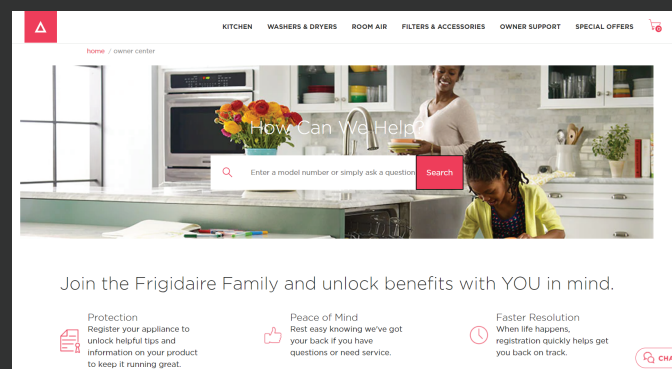 KITCHEN WASHERS & DRYERS ROOM AIR FILTERS & ACCESSORIES OWNER SUPPORT SPECIAL OFFERS
0
home / owner center
How Can We Help?
Enter a model number or simply ask a question
Search
Join the Frigidaire Family and unlock benefits with YOU in mind.
Protection
Register your appliance to
unlock helpful tips and
information on your product
to keep it running great.
Peace of Mind
Rest easy knowing we've got
your back if you have
questions or need service.
Faster Resolution
When life happens,
registration quickly helps get
you back on track.
CHA